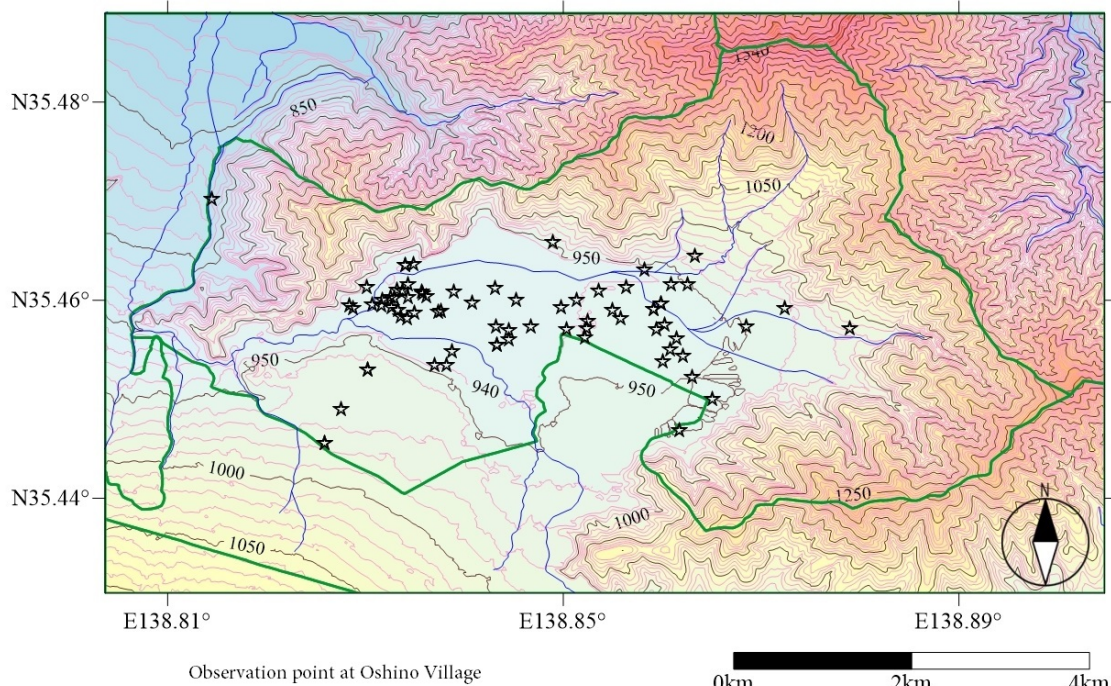 1340
N35.48°
850
1200
1050
950
N35.46°
950
940
950
1000
1250
N35.44°
1000
N
1050
E138.81°
E138.85°
E138.89°
Observation point at Oshino Village
0km
2km
4km